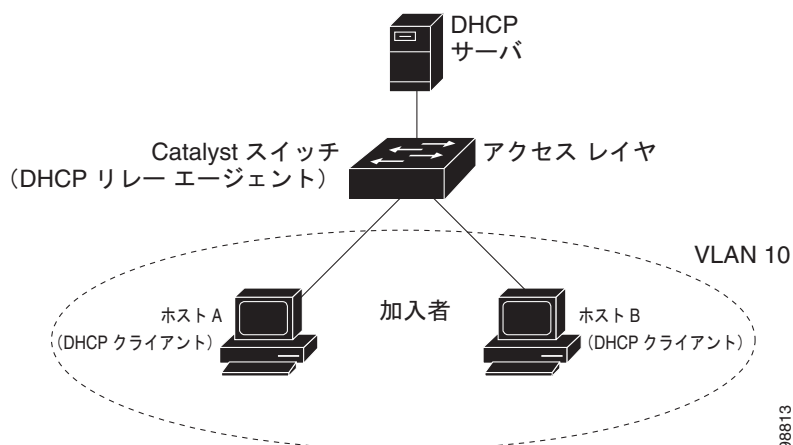 DHCP
サーバ
Catalyst スイッチ
(DHCP リレー エージェント)
アクセス レイヤ
VLAN 10
ホスト A
(DHCP クライアント)
加入者
ホスト B
(DHCP クライアント)
98813